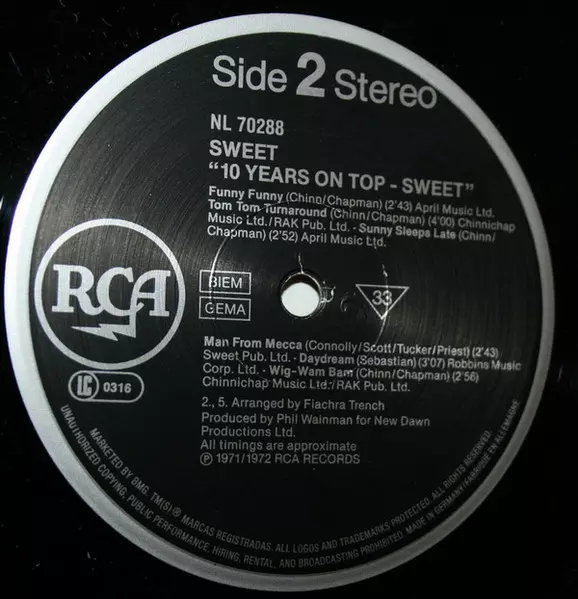 Side 2 Stereo
NL 70288
SWEET
"10 YEARS ON TOP - SWEET"
Funny Funny (Chinn/Chapman) (2'43) April Music Ltd.
Tom Tom Turnaround (Chinn/Chapman) (4'00) Chinnichap
Music Ltd./RAK Pub. Ltd. - Sunny Sleeps Late (Chinn/
Chapman) (2'52) April Music Ltd.
RCA
BIEM
GEMA
33
LC 0316
Man From Mecca (Connolly/Scott/Tucker/Priest) (2'43)
Sweet Pub. Ltd. - Daydream (Sebastian) (3'07) Robbins Music
Corp. Ltd. - Wig-Wam Bam (Chinn/Chapman) (2'56)
Chinnichap Music Ltd./RAK Pub. Ltd.
2., 5. Arranged by Fiachra Trench
Produced by Phil Wainman for New Dawn
Productions Ltd.
All timings are approximate
℗ 1971/1972 RCA RECORDS
MARKETED BY BMG. TM(S) ® MARCAS REGISTRADAS. ALL LOGOS AND TRADEMARKS PROTECTED. ALL RIGHTS RESERVED.
UNAUTHORIZED COPYING, PUBLIC PERFORMANCE, HIRING, RENTAL, AND BROADCASTING PROHIBITED. MADE IN GERMANY/FABRIQUÉ EN ALLEMAGNE.